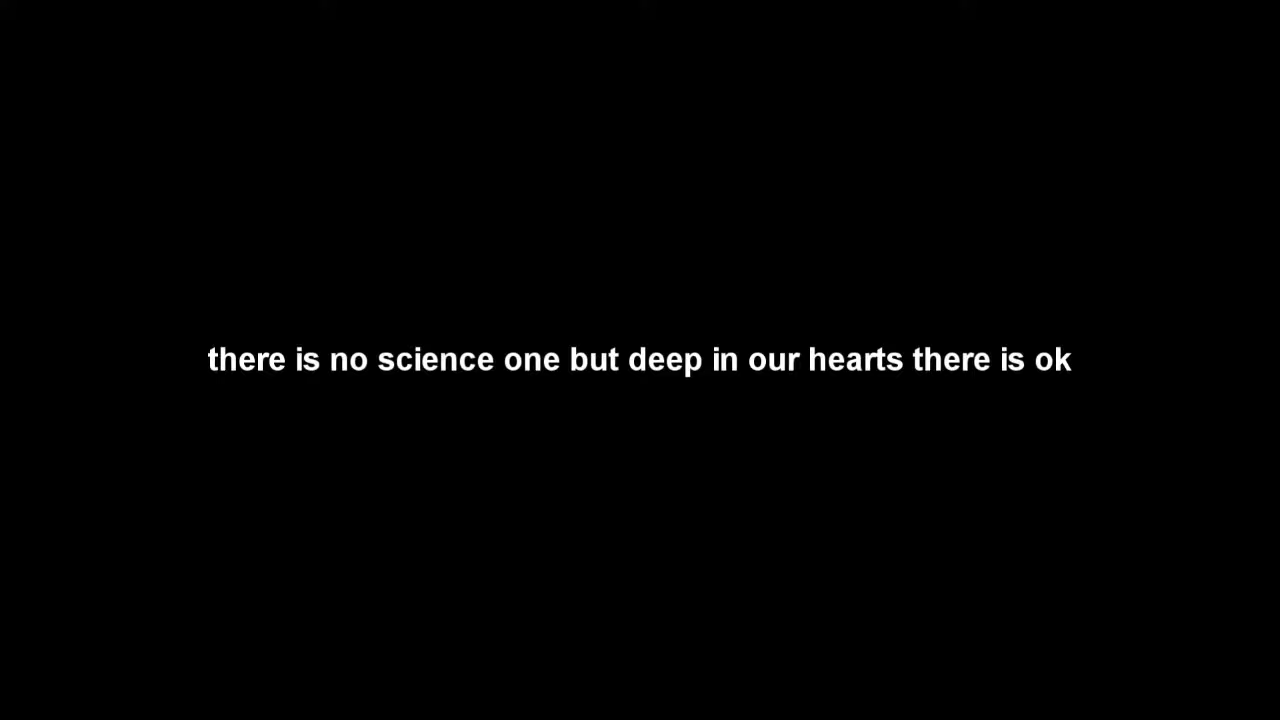 there is no science one but deep in our hearts there is ok